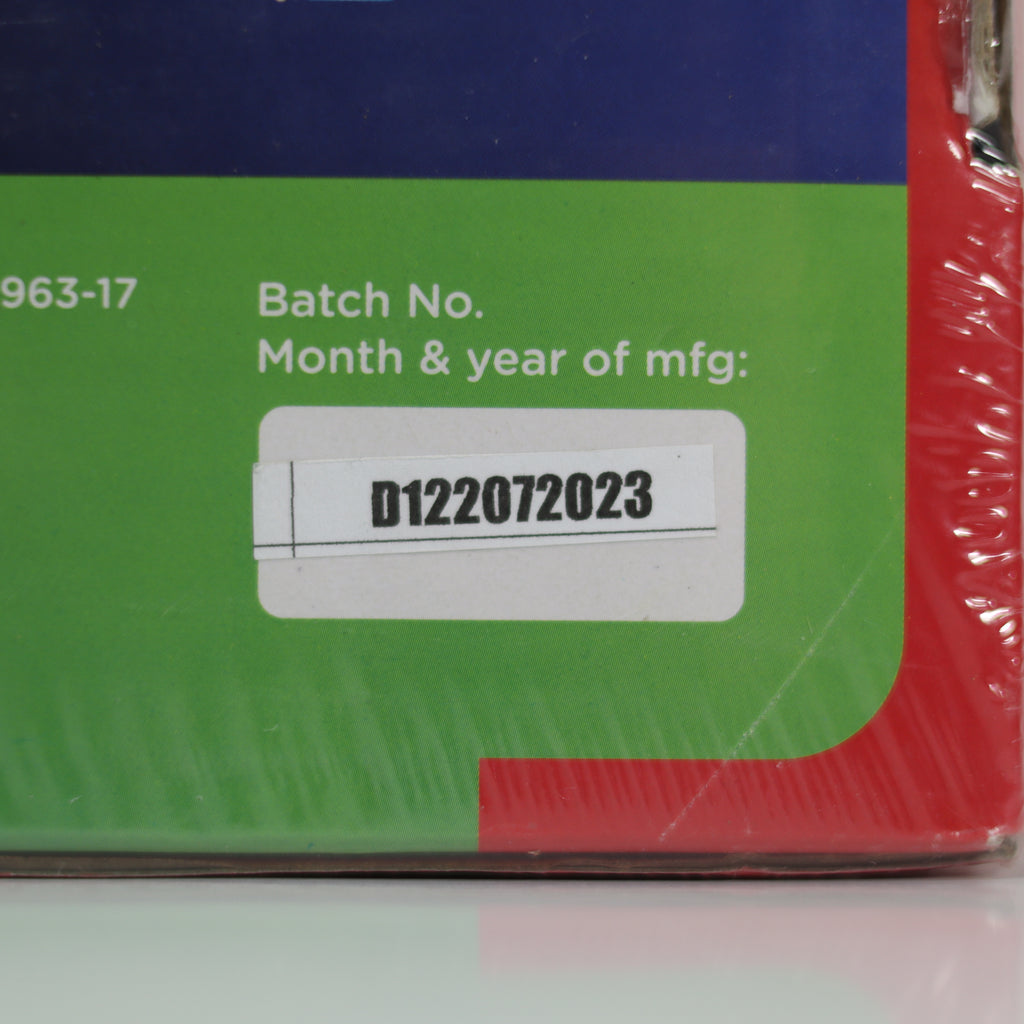 963-17
Batch No.
Month & year of mfg:
D122072023